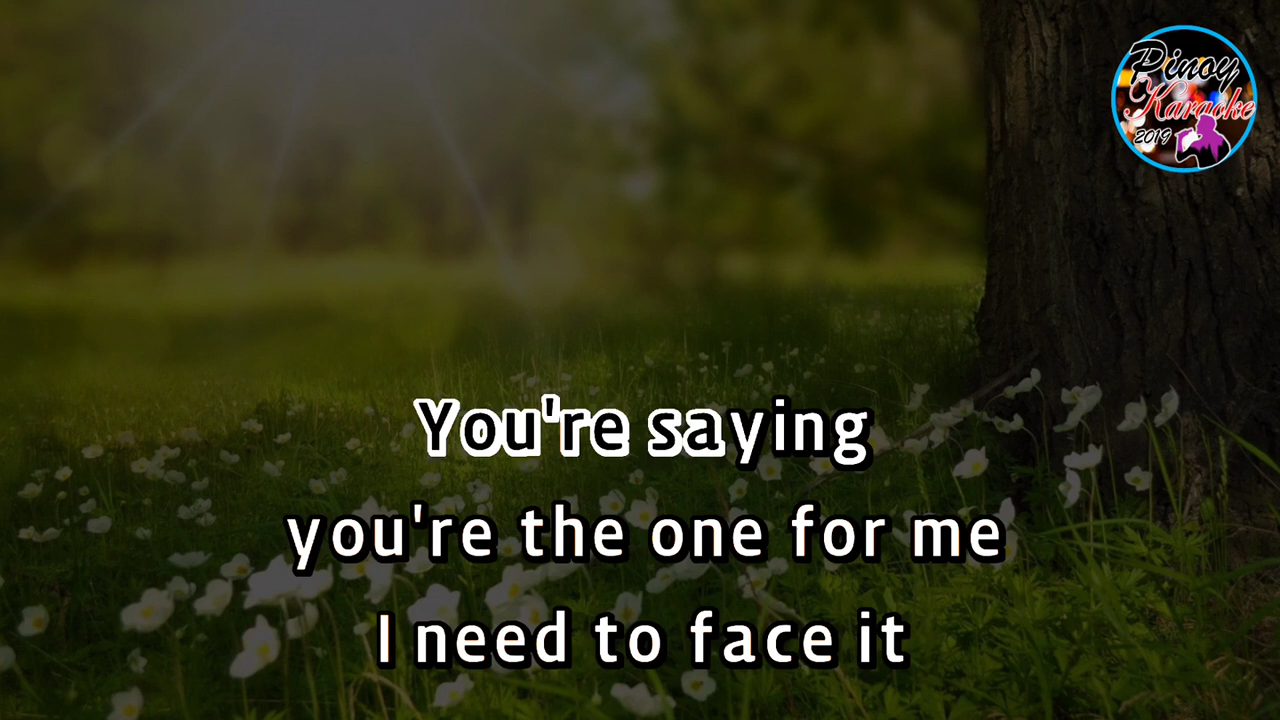 Pinoy
Karaoke
2019
You're saying
you're the one for me
I need to face it